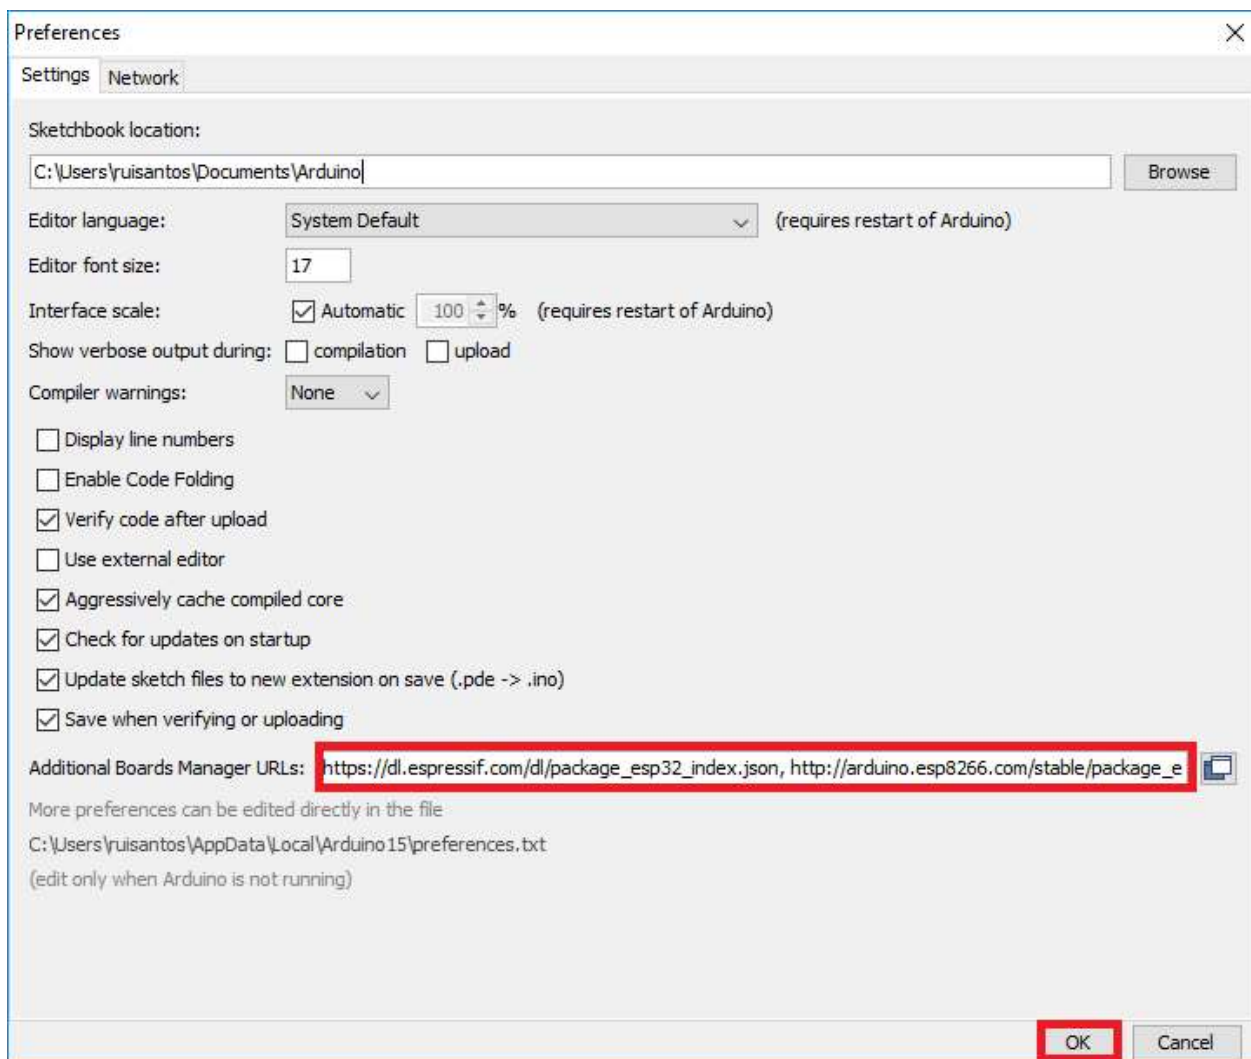 Preferences
Settings Network
Sketchbook location:
C:\Users\ruisantos\Documents\Arduino Browse
Editor language: System Default (requires restart of Arduino)
Editor font size: 17
Interface scale: Automatic 100 % (requires restart of Arduino)
Show verbose output during: compilation upload
Compiler warnings: None
Display line numbers
Enable Code Folding
Verify code after upload
Use external editor
Aggressively cache compiled core
Check for updates on startup
Update sketch files to new extension on save (.pde -> .ino)
Save when verifying or uploading
Additional Boards Manager URLs: https://dl.espressif.com/dl/package_esp32_index.json, http://arduino.esp8266.com/stable/package_e
More preferences can be edited directly in the file
C:\Users\ruisantos\AppData\Local\Arduino15\preferences.txt
(edit only when Arduino is not running)
OK Cancel